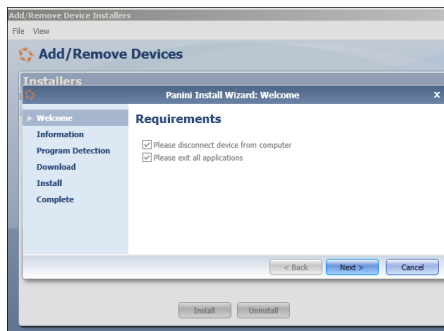 Add/Remove Device Installers
File View
Add/Remove Devices
Installers
Panini Install Wizard: Welcome x
Welcome
Information
Program Detection
Download
Install
Complete
Requirements
Please disconnect device from computer
Please exit all applications
< Back Next > Cancel
Install Uninstall